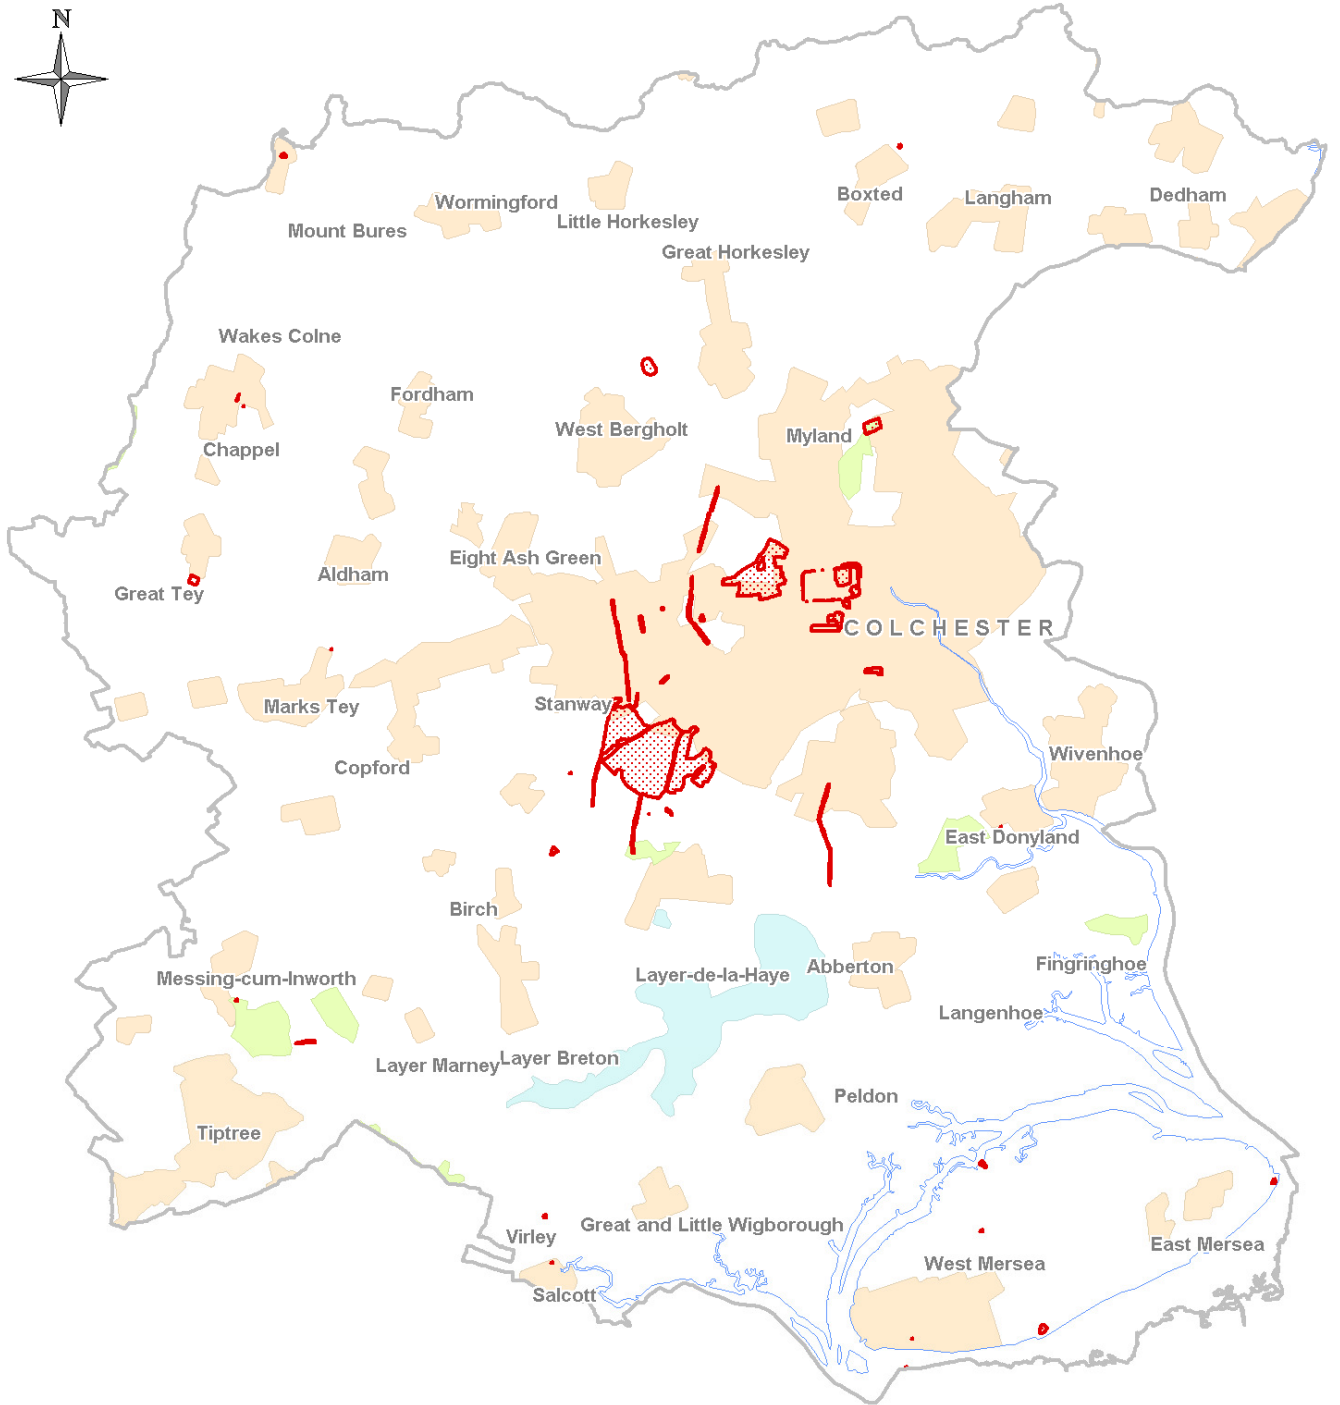 N
Boxted
Langham
Dedham
Wormingford
Little Horkesley
Mount Bures
Great Horkesley
Wakes Colne
Fordham
West Bergholt
Myland
Chappel
Eight Ash Green
Aldham
Great Tey
COLCHESTER
Stanway
Marks Tey
Wivenhoe
Copford
East Donyland
Birch
Fingringhoe
Abberton
Layer-de-la-Haye
Messing-cum-Inworth
Langenhoe
Layer Breton
Layer Marney
Peldon
Tiptree
Great and Little Wigborough
Virley
East Mersea
West Mersea
Salcott